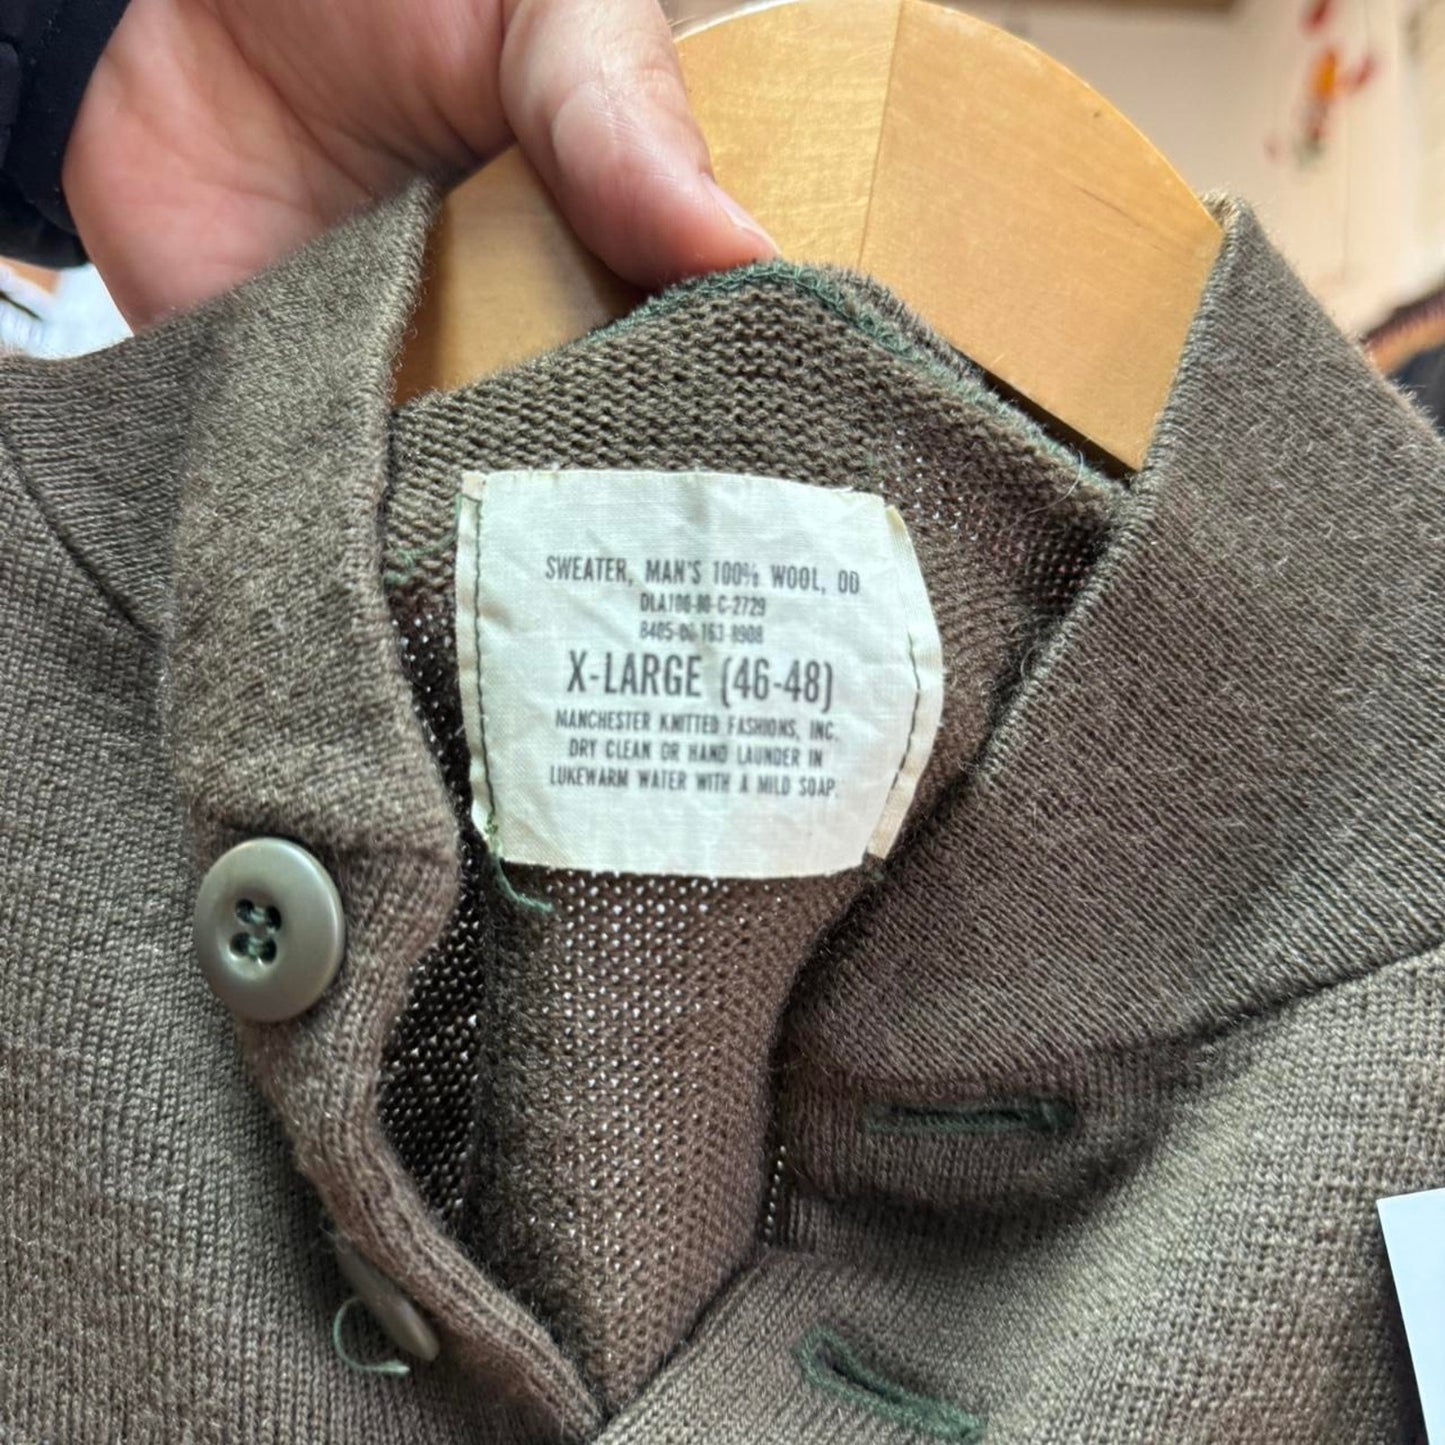 SWEATER, MAN'S 100% WOOL, OD
DLA100-80-C-2729
8405-00-163-8908
X-LARGE (46-48)
MANCHESTER KNITTED FASHIONS, INC.
DRY CLEAN OR HAND LAUNDER IN
LUKEWARM WATER WITH A MILD SOAP.